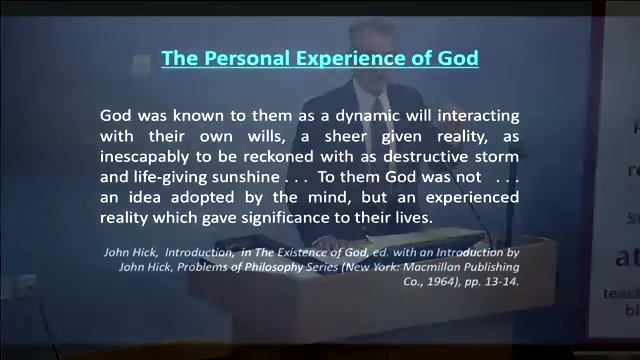 The Personal Experience of God
God was known to them as a dynamic will interacting
with their own wills, a sheer given reality, as
inescapably to be reckoned with as destructive storm
and life-giving sunshine . . . To them God was not . . .
an idea adopted by the mind, but an experienced
reality which gave significance to their lives.
John Hick, Introduction, in The Existence of God, ed. with an Introduction by
John Hick, Problems of Philosophy Series (New York: Macmillan Publishing
Co., 1964), pp. 13-14.